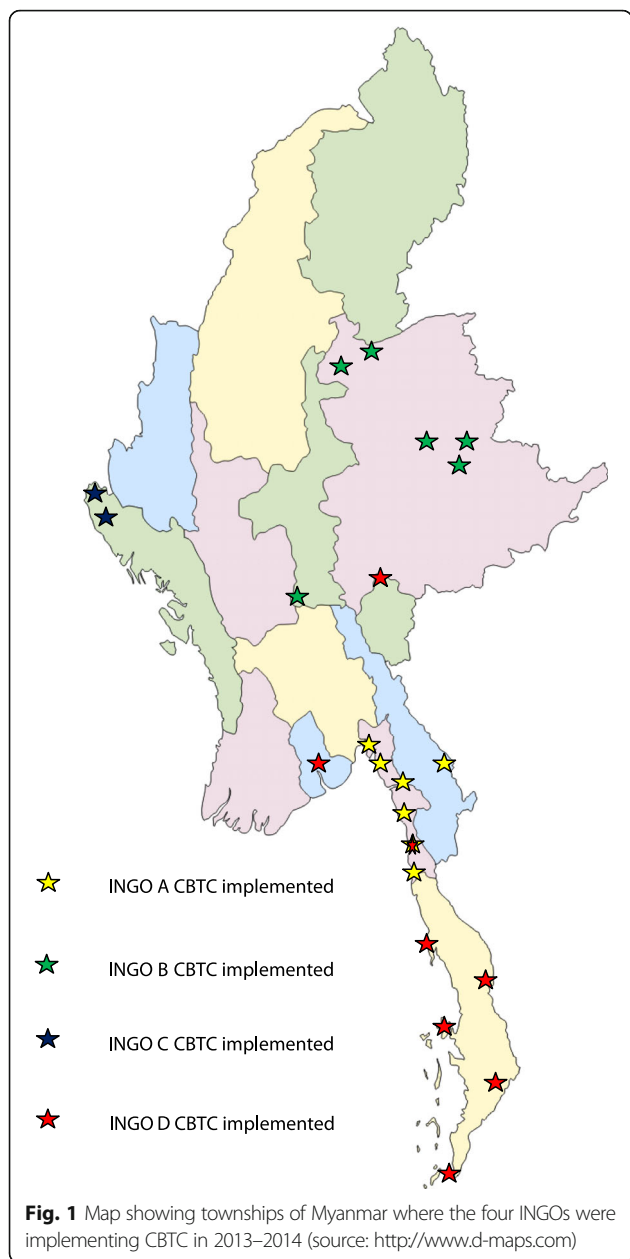 INGO A CBTC implemented
INGO B CBTC implemented
INGO C CBTC implemented
INGO D CBTC implemented
Fig. 1 Map showing townships of Myanmar where the four INGOs were
implementing CBTC in 2013–2014 (source: http://www.d-maps.com)